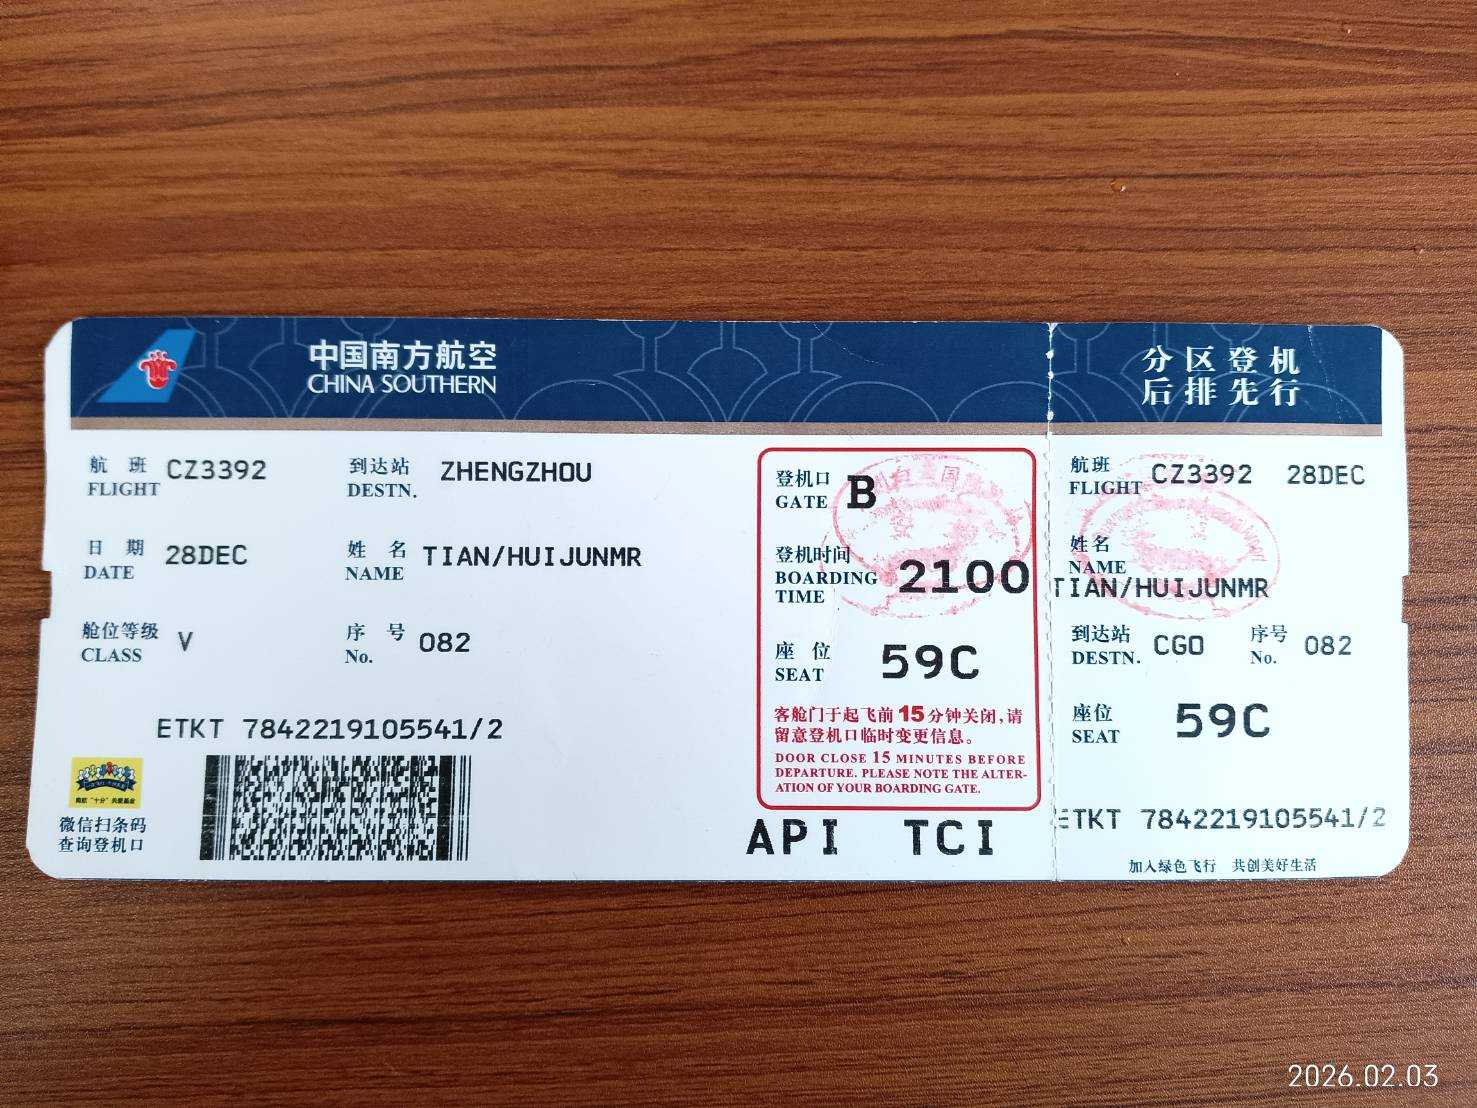 中国南方航空
CHINA SOUTHERN
分区登机
后排先行
航 班 CZ3392
FLIGHT
到达站 ZHENGZHOU
DESTN.
日 期 28DEC
DATE
姓 名 TIAN/HUIJUNMR
NAME
舱位等级 V
CLASS
序 号 082
No.
ETKT 7842219105541/2
南航“十分”关爱基金
微信扫条码
查询登机口
登机口 B
GATE
登机时间
BOARDING 2100
TIME
座 位 59C
SEAT
客舱门于起飞前15分钟关闭,请
留意登机口临时变更信息。
DOOR CLOSE 15 MINUTES BEFORE
DEPARTURE. PLEASE NOTE THE ALTER-
ATION OF YOUR BOARDING GATE.
API TCI
航班 CZ3392 28DEC
FLIGHT
姓名
NAME
TIAN/HUIJUNMR
到达站 CGO 序号 082
DESTN. No.
座位 59C
SEAT
ETKT 7842219105541/2
加入绿色飞行 共创美好生活
2026.02.03